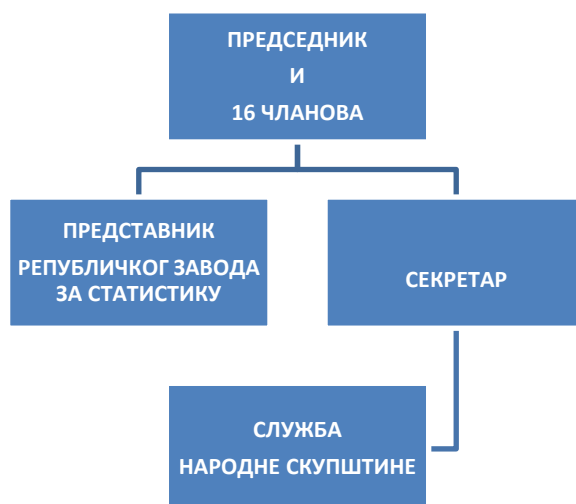 ПРЕДСЕДНИК
И
16 ЧЛАНОВА
ПРЕДСТАВНИК
РЕПУБЛИЧКОГ ЗАВОДА
ЗА СТАТИСТИКУ
СЕКРЕТАР
СЛУЖБА
НАРОДНЕ СКУПШТИНЕ